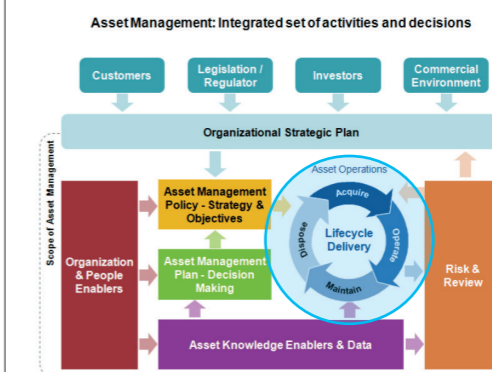 Asset Management: Integrated set of activities and decisions
Customers
Legislation /
Regulator
Investors
Commercial
Environment
Organizational Strategic Plan
Scope of Asset Management
Organization
& People
Enablers
Asset Management
Policy - Strategy &
Objectives
Asset Management
Plan - Decision
Making
Asset Operations
Acquire
Operate
Maintain
Dispose
Lifecycle
Delivery
Risk &
Review
Asset Knowledge Enablers & Data